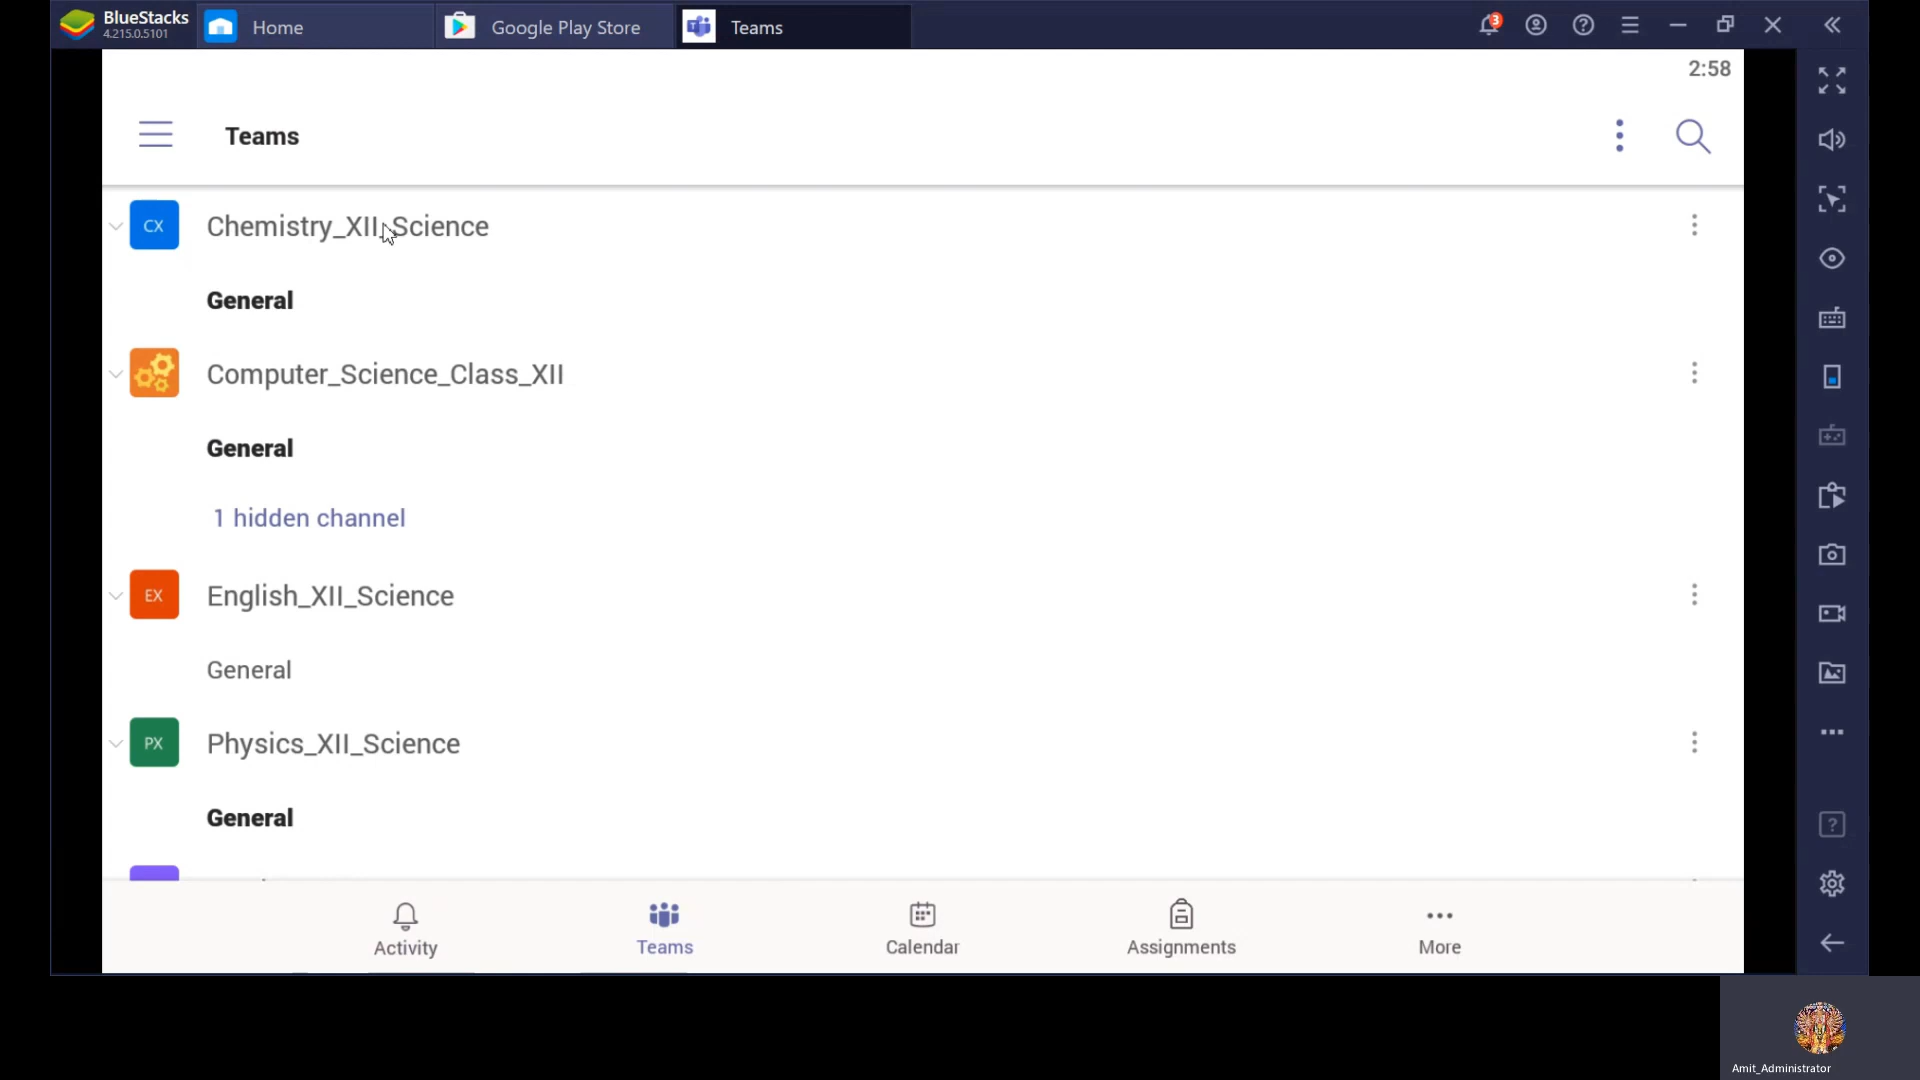 BlueStacks
4.215.0.5101
Home
Google Play Store
Teams
3
2:58
Teams
CX
Chemistry_XII_Science
General
Computer_Science_Class_XII
General
1 hidden channel
EX
English_XII_Science
General
PX
Physics_XII_Science
General
Activity
Teams
Calendar
Assignments
More
Amit_Administrator